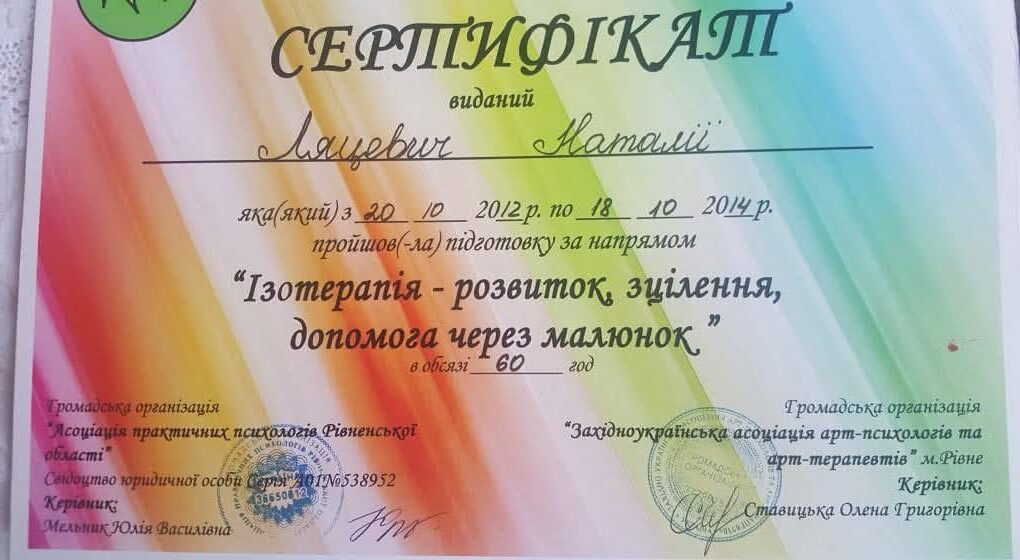 СЕРТИФІКАТ
виданий
Ляцевич Наталії
яка(який) з 20 10 2012 р. по 18 10 2014 р.
пройшов(-ла) підготовку за напрямом
“Ізотерапія - розвиток, зцілення,
допомога через малюнок”
в обсязі 60 год
Громадська організація
“Асоціація практичних психологів Рівненської
області”
Свідоцтво юридичної особи Серія А01№538952
Керівник:
Мельник Юлія Василівна
38650612
Громадська організація
“Західноукраїнська асоціація арт-психологів та
арт-терапевтів” м.Рівне
Керівник:
Ставицька Олена Григорівна